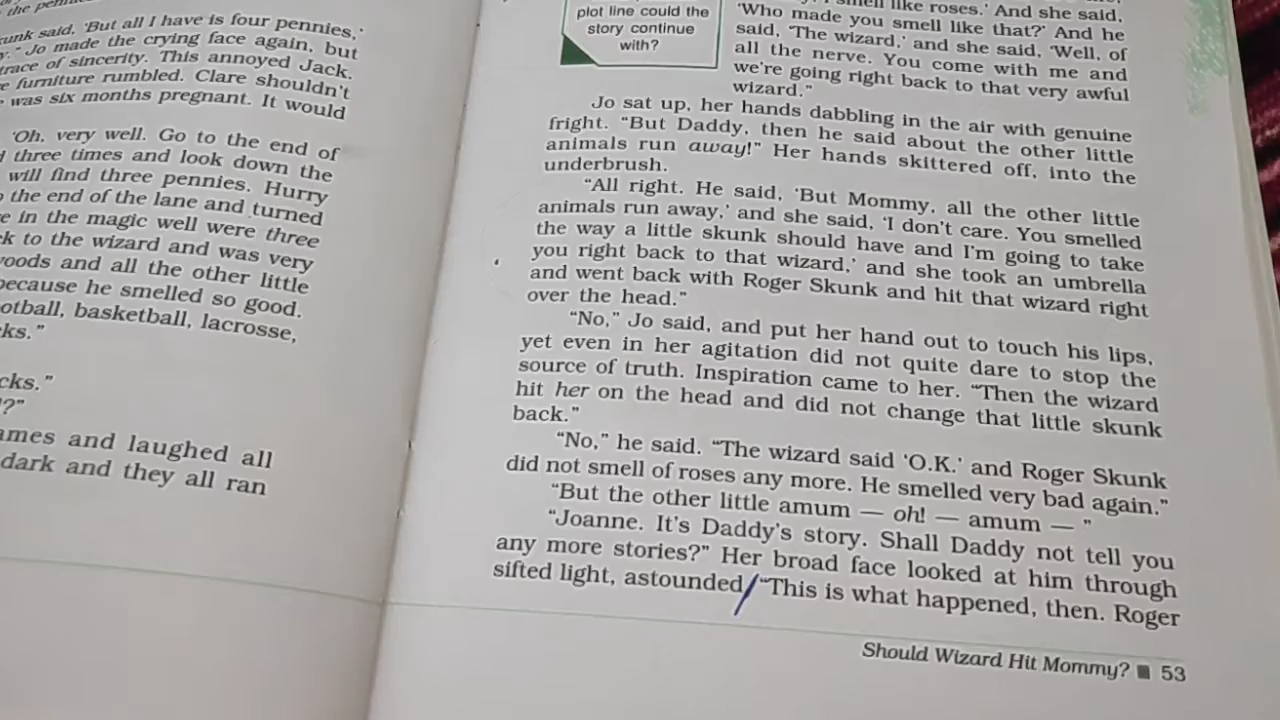 the
unk said, 'But all I have is four pennies,'
y." Jo made the crying face again, but
trace of sincerity. This annoyed Jack.
e furniture rumbled. Clare shouldn't
was six months pregnant. It would
'Oh, very well. Go to the end of
three times and look down the
will find three pennies. Hurry
the end of the lane and turned
e in the magic well were three
k to the wizard and was very
oods and all the other little
because he smelled so good.
otball, basketball, lacrosse,
ks."
cks."
?"
ames and laughed all
dark and they all ran
plot line could the
story continue
with?
smell like roses.' And she said,
'Who made you smell like that?' And he
said, 'The wizard,' and she said, 'Well, of
all the nerve. You come with me and
we're going right back to that very awful
wizard."
Jo sat up, her hands dabbling in the air with genuine
fright. "But Daddy, then he said about the other little
animals run away!" Her hands skittered off, into the
underbrush.
"All right. He said, 'But Mommy, all the other little
animals run away,' and she said, 'I don't care. You smelled
the way a little skunk should have and I'm going to take
you right back to that wizard,' and she took an umbrella
and went back with Roger Skunk and hit that wizard right
over the head."
"No," Jo said, and put her hand out to touch his lips,
yet even in her agitation did not quite dare to stop the
source of truth. Inspiration came to her. "Then the wizard
hit her on the head and did not change that little skunk
back."
"No," he said. "The wizard said 'O.K.' and Roger Skunk
did not smell of roses any more. He smelled very bad again."
"But the other little amum — oh! — amum — "
"Joanne. It's Daddy's story. Shall Daddy not tell you
any more stories?" Her broad face looked at him through
sifted light, astounded. "This is what happened, then. Roger
Should Wizard Hit Mommy? 53